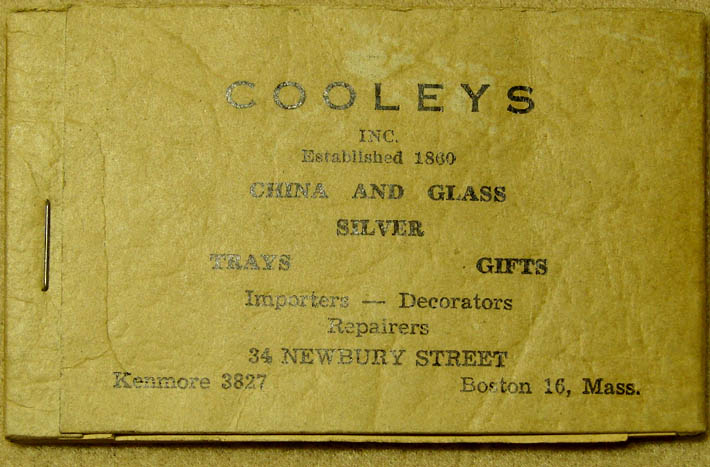 COOLEYS
INC.
Established 1860
CHINA AND GLASS
SILVER
TRAYS GIFTS
Importers — Decorators
Repairers
34 NEWBURY STREET
Kenmore 3827 Boston 16, Mass.